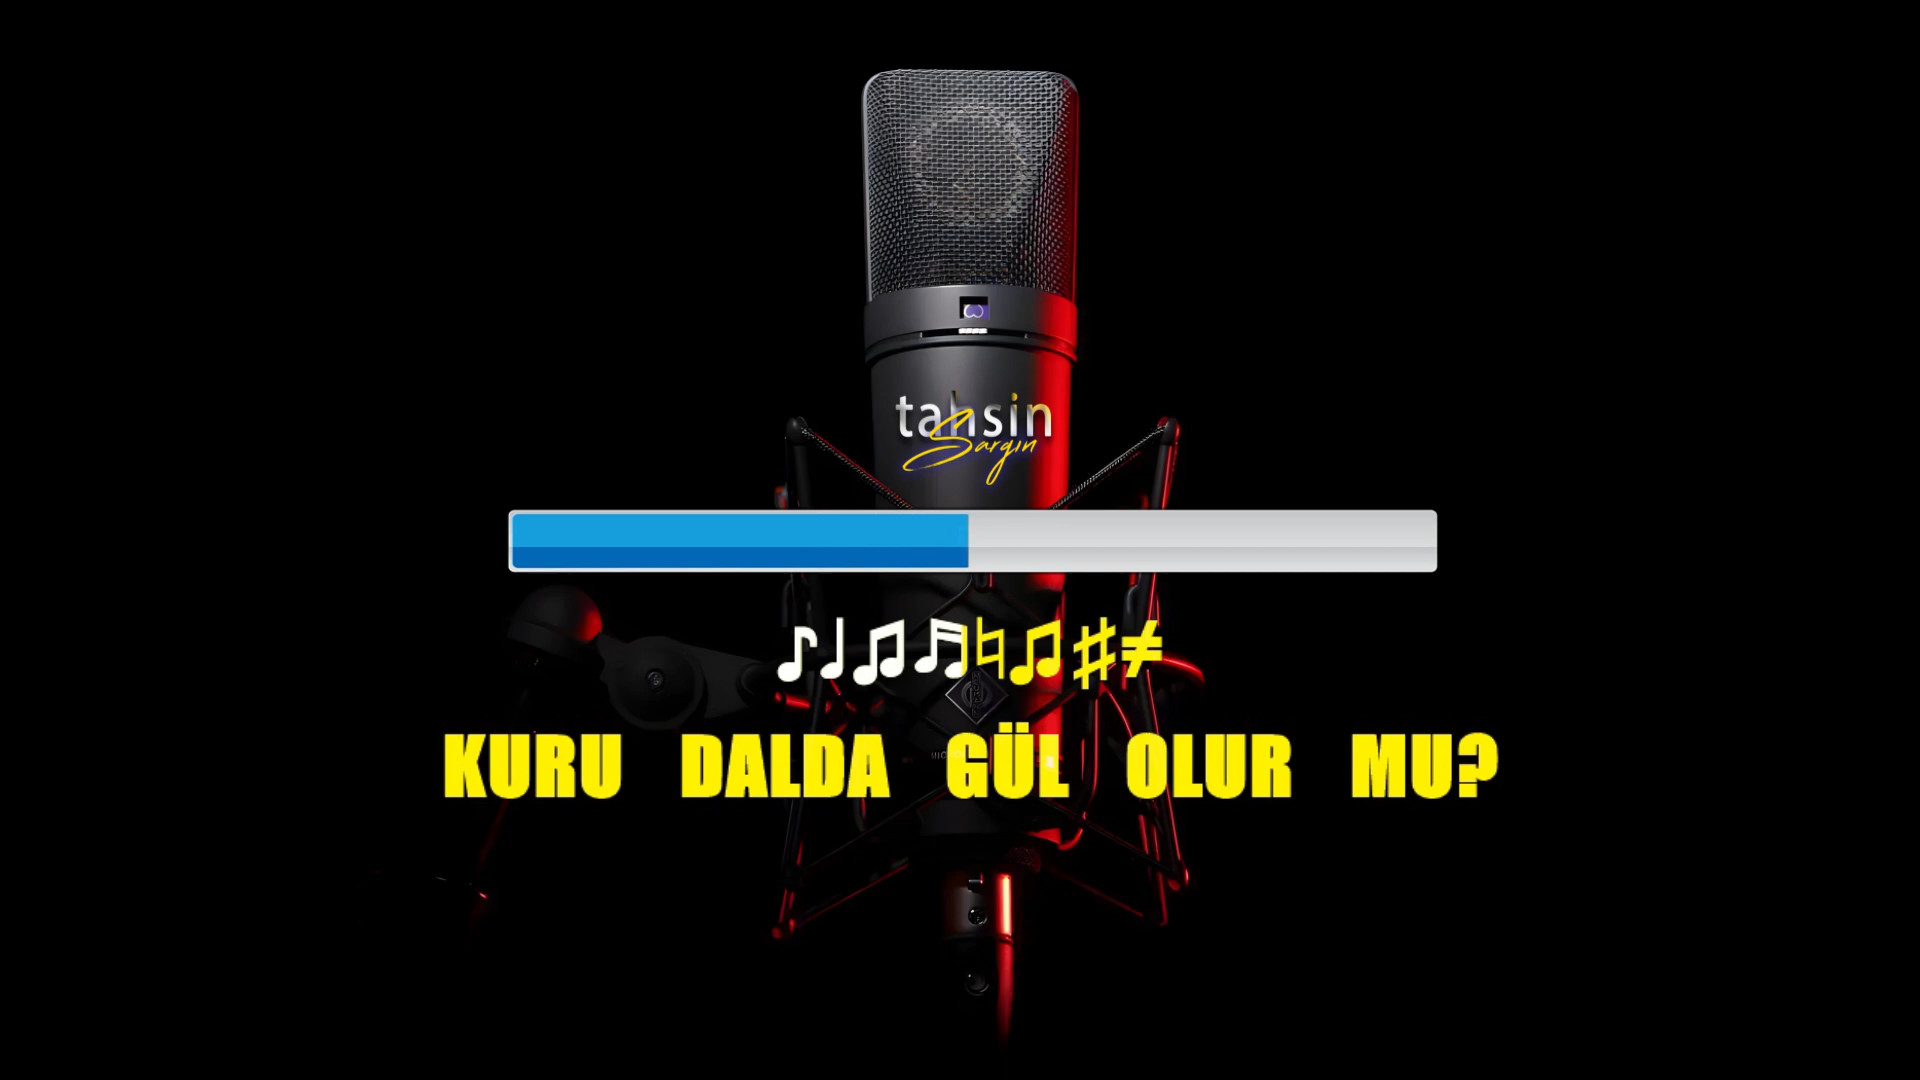 tahsin
Sargın
♪♩♫♬♮♫♯≠
KURU DALDA GÜL OLUR MU?